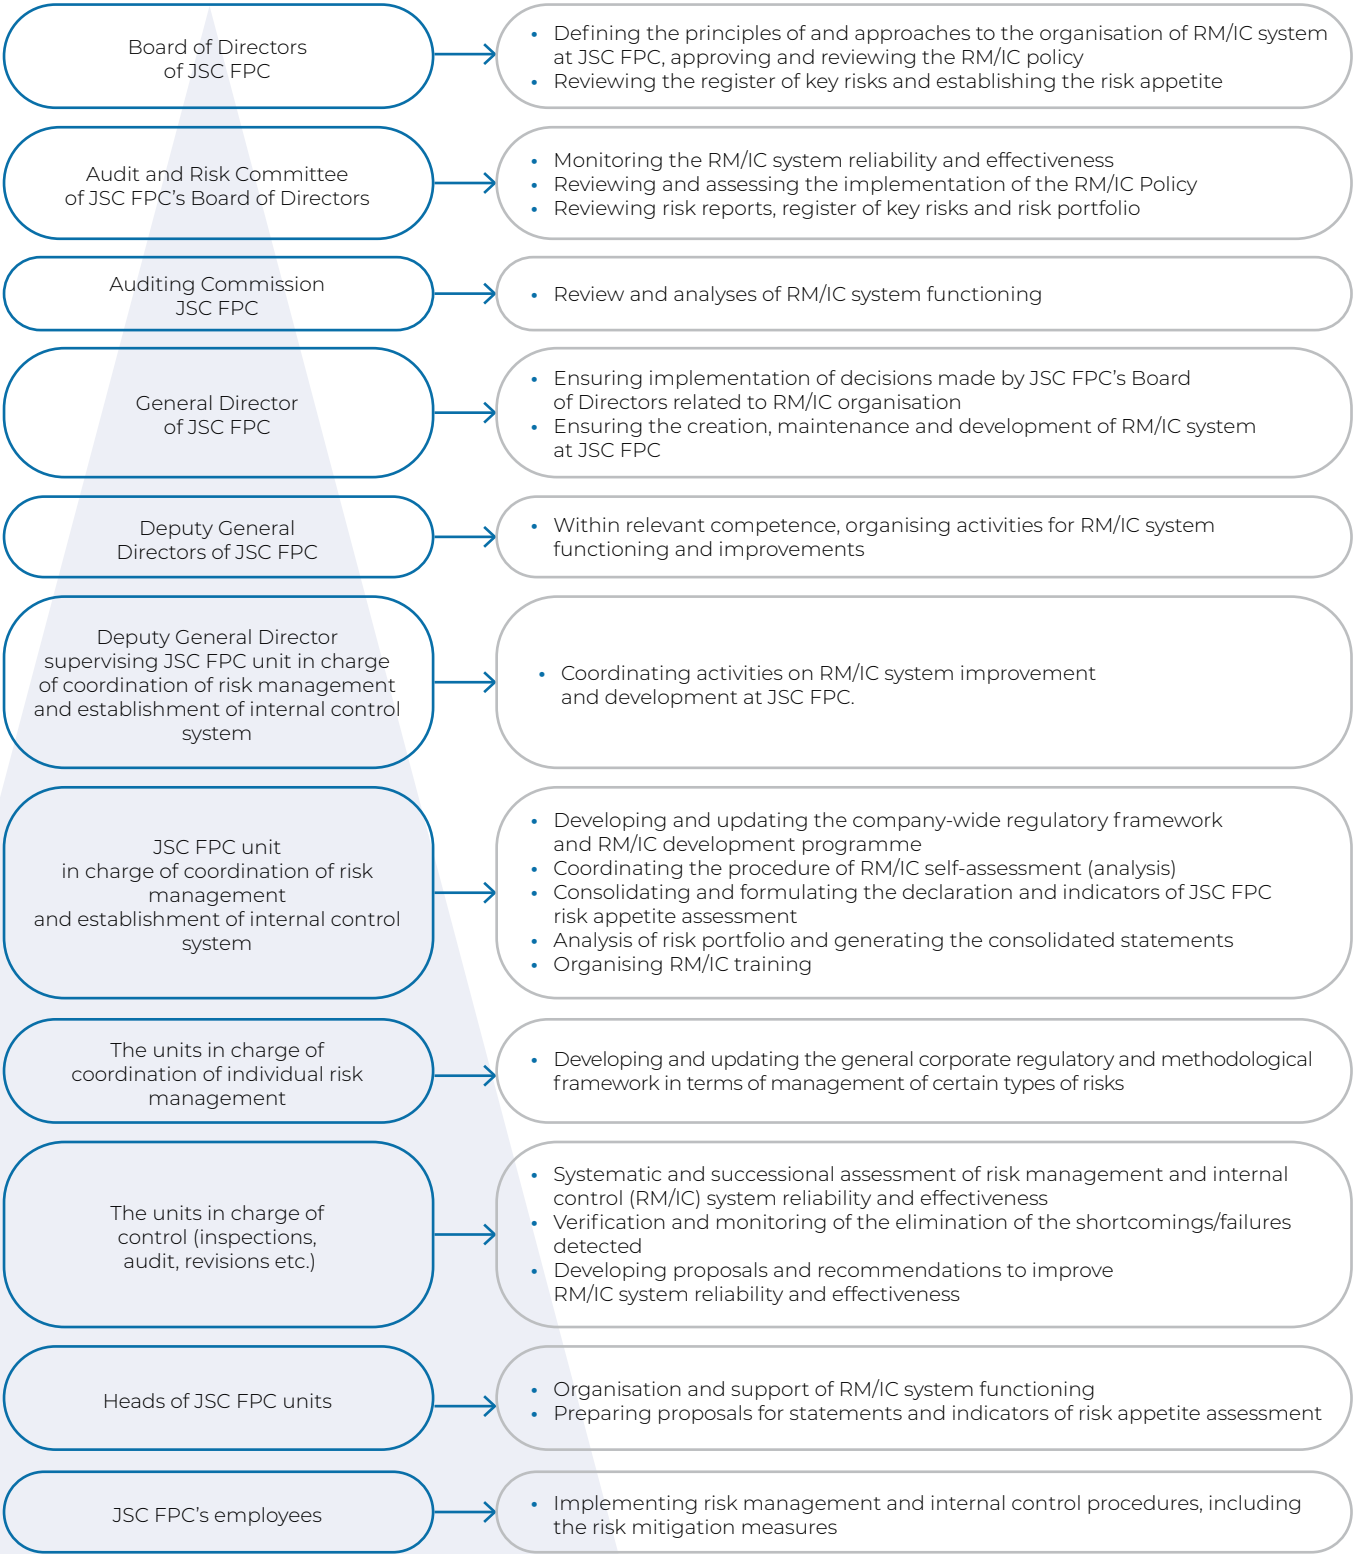 Board of Directors
of JSC FPC
• Defining the principles of and approaches to the organisation of RM/IC system
at JSC FPC, approving and reviewing the RM/IC policy
• Reviewing the register of key risks and establishing the risk appetite
Audit and Risk Committee
of JSC FPC’s Board of Directors
• Monitoring the RM/IC system reliability and effectiveness
• Reviewing and assessing the implementation of the RM/IC Policy
• Reviewing risk reports, register of key risks and risk portfolio
Auditing Commission
JSC FPC
• Review and analyses of RM/IC system functioning
General Director
of JSC FPC
• Ensuring implementation of decisions made by JSC FPC’s Board
of Directors related to RM/IC organisation
• Ensuring the creation, maintenance and development of RM/IC system
at JSC FPC
Deputy General
Directors of JSC FPC
• Within relevant competence, organising activities for RM/IC system
functioning and improvements
Deputy General Director
supervising JSC FPC unit in charge
of coordination of risk management
and establishment of internal control
system
• Coordinating activities on RM/IC system improvement
and development at JSC FPC.
JSC FPC unit
in charge of coordination of risk
management
and establishment of internal control
system
• Developing and updating the company-wide regulatory framework
and RM/IC development programme
• Coordinating the procedure of RM/IC self-assessment (analysis)
• Consolidating and formulating the declaration and indicators of JSC FPC
risk appetite assessment
• Analysis of risk portfolio and generating the consolidated statements
• Organising RM/IC training
The units in charge of
coordination of individual risk
management
• Developing and updating the general corporate regulatory and methodological
framework in terms of management of certain types of risks
The units in charge of
control (inspections,
audit, revisions etc.)
• Systematic and successional assessment of risk management and internal
control (RM/IC) system reliability and effectiveness
• Verification and monitoring of the elimination of the shortcomings/failures
detected
• Developing proposals and recommendations to improve
RM/IC system reliability and effectiveness
Heads of JSC FPC units
• Organisation and support of RM/IC system functioning
• Preparing proposals for statements and indicators of risk appetite assessment
JSC FPC’s employees
• Implementing risk management and internal control procedures, including
the risk mitigation measures